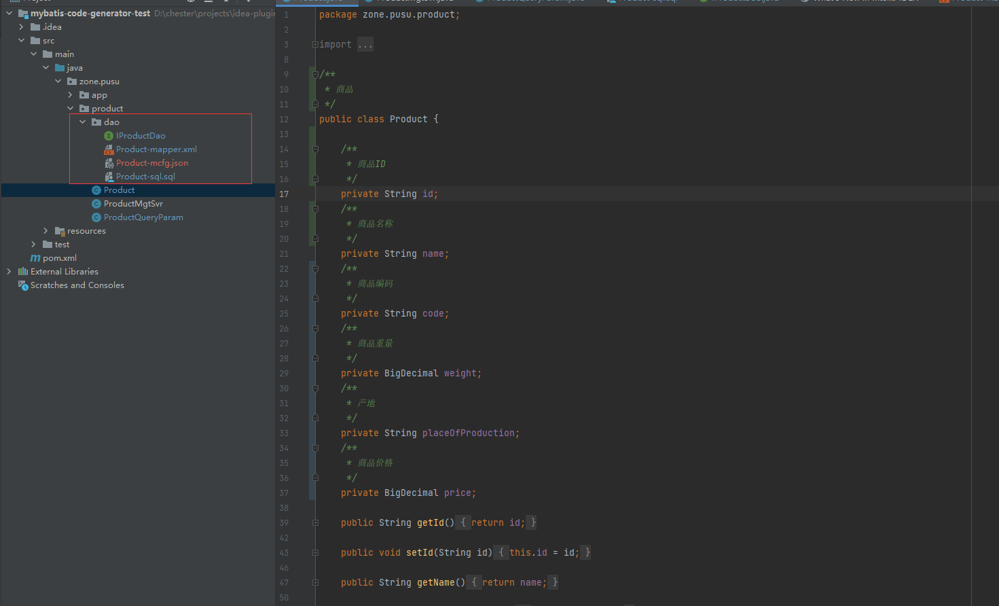 mybatis-code-generator-test D:\chester\projects\idea-plugin
.idea
src
main
java
zone.pusu
app
product
dao
IProductDao
Product-mapper.xml
Product-mcfg.json
Product-sql.sql
Product
ProductMgtSvr
ProductQueryParam
resources
test
pom.xml
External Libraries
Scratches and Consoles
1 package zone.pusu.product;
2
3 import ...
8
9 /**
10 * 商品
11 */
12 public class Product {
13
14 /**
15 * 商品ID
16 */
17 private String id;
18 /**
19 * 商品名称
20 */
21 private String name;
22 /**
23 * 商品编码
24 */
25 private String code;
26 /**
27 * 商品重量
28 */
29 private BigDecimal weight;
30 /**
31 * 产地
32 */
33 private String placeOfProduction;
34 /**
35 * 商品价格
36 */
37 private BigDecimal price;
38
39 public String getId() { return id; }
42
43 public void setId(String id) { this.id = id; }
46
47 public String getName() { return name; }
50